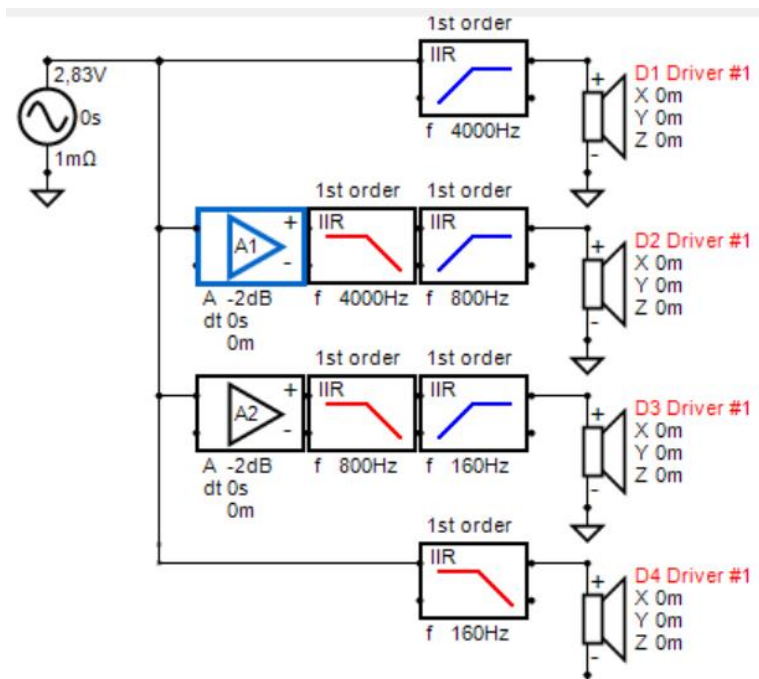 1st order
2,83V
IIR
D1 Driver #1
+
X 0m
0s
Y 0m
-
Z 0m
1mΩ
f 4000Hz
1st order 1st order
A1
+
-
IIR
IIR
D2 Driver #1
+
X 0m
Y 0m
-
Z 0m
A -2dB
f 4000Hz
f 800Hz
dt 0s
0m
1st order 1st order
A2
+
-
IIR
IIR
D3 Driver #1
+
X 0m
Y 0m
-
Z 0m
A -2dB
f 800Hz
f 160Hz
dt 0s
0m
1st order
IIR
D4 Driver #1
+
X 0m
Y 0m
-
Z 0m
f 160Hz